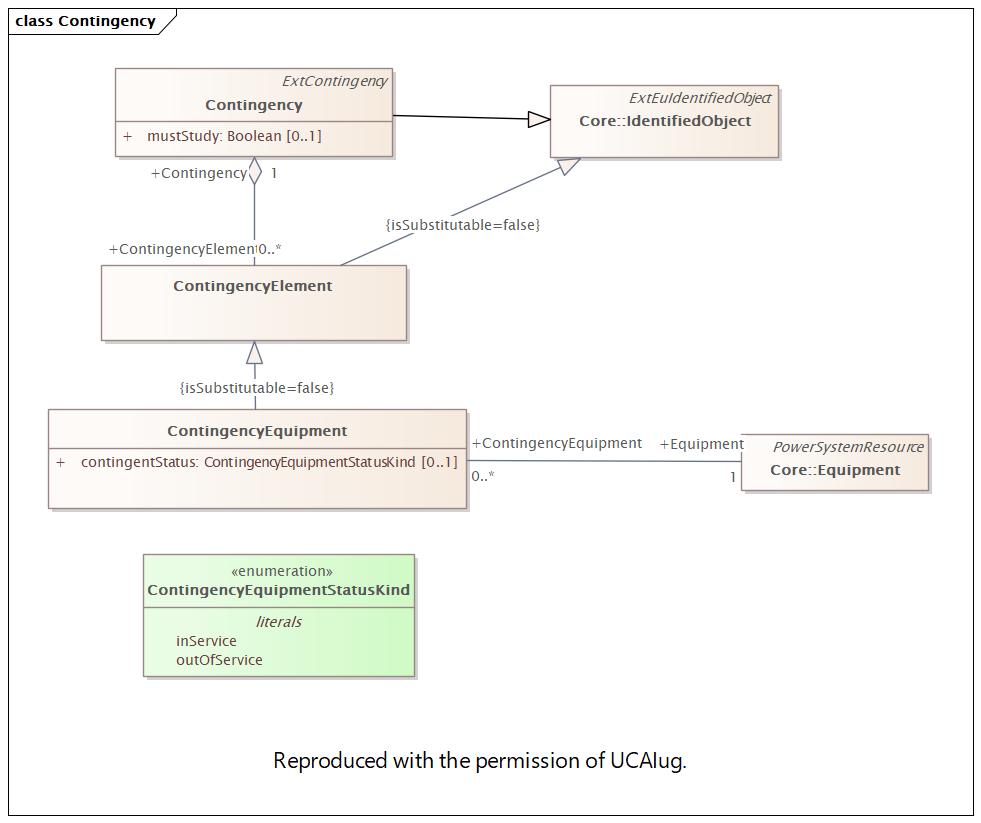 class Contingency
ExtContingency
Contingency
+ mustStudy: Boolean [0..1]
ExtEuIdentifiedObject
Core::IdentifiedObject
+Contingency 1
{isSubstitutable=false}
+ContingencyElement 0..*
ContingencyElement
{isSubstitutable=false}
ContingencyEquipment
+ contingentStatus: ContingencyEquipmentStatusKind [0..1]
+ContingencyEquipment +Equipment
0..* 1
PowerSystemResource
Core::Equipment
«enumeration»
ContingencyEquipmentStatusKind
literals
inService
outOfService
Reproduced with the permission of UCAIug.